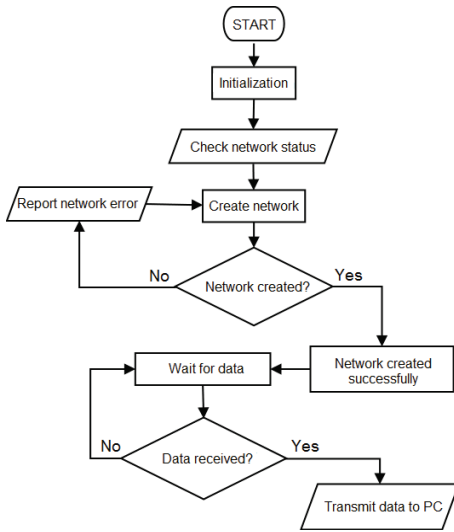 START
Initialization
Check network status
Report network error
Create network
No
Network created?
Yes
Wait for data
Network created
successfully
No
Data received?
Yes
Transmit data to PC